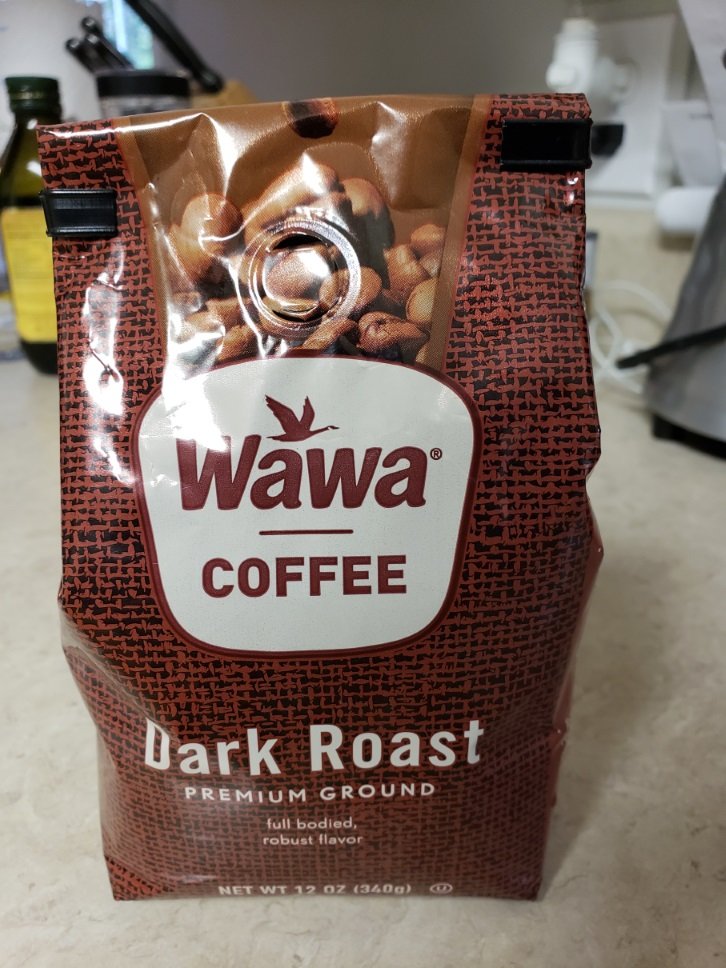 Wawa®
COFFEE
Dark Roast
PREMIUM GROUND
full bodied,
robust flavor
NET WT 12 OZ (340g) Ⓤ